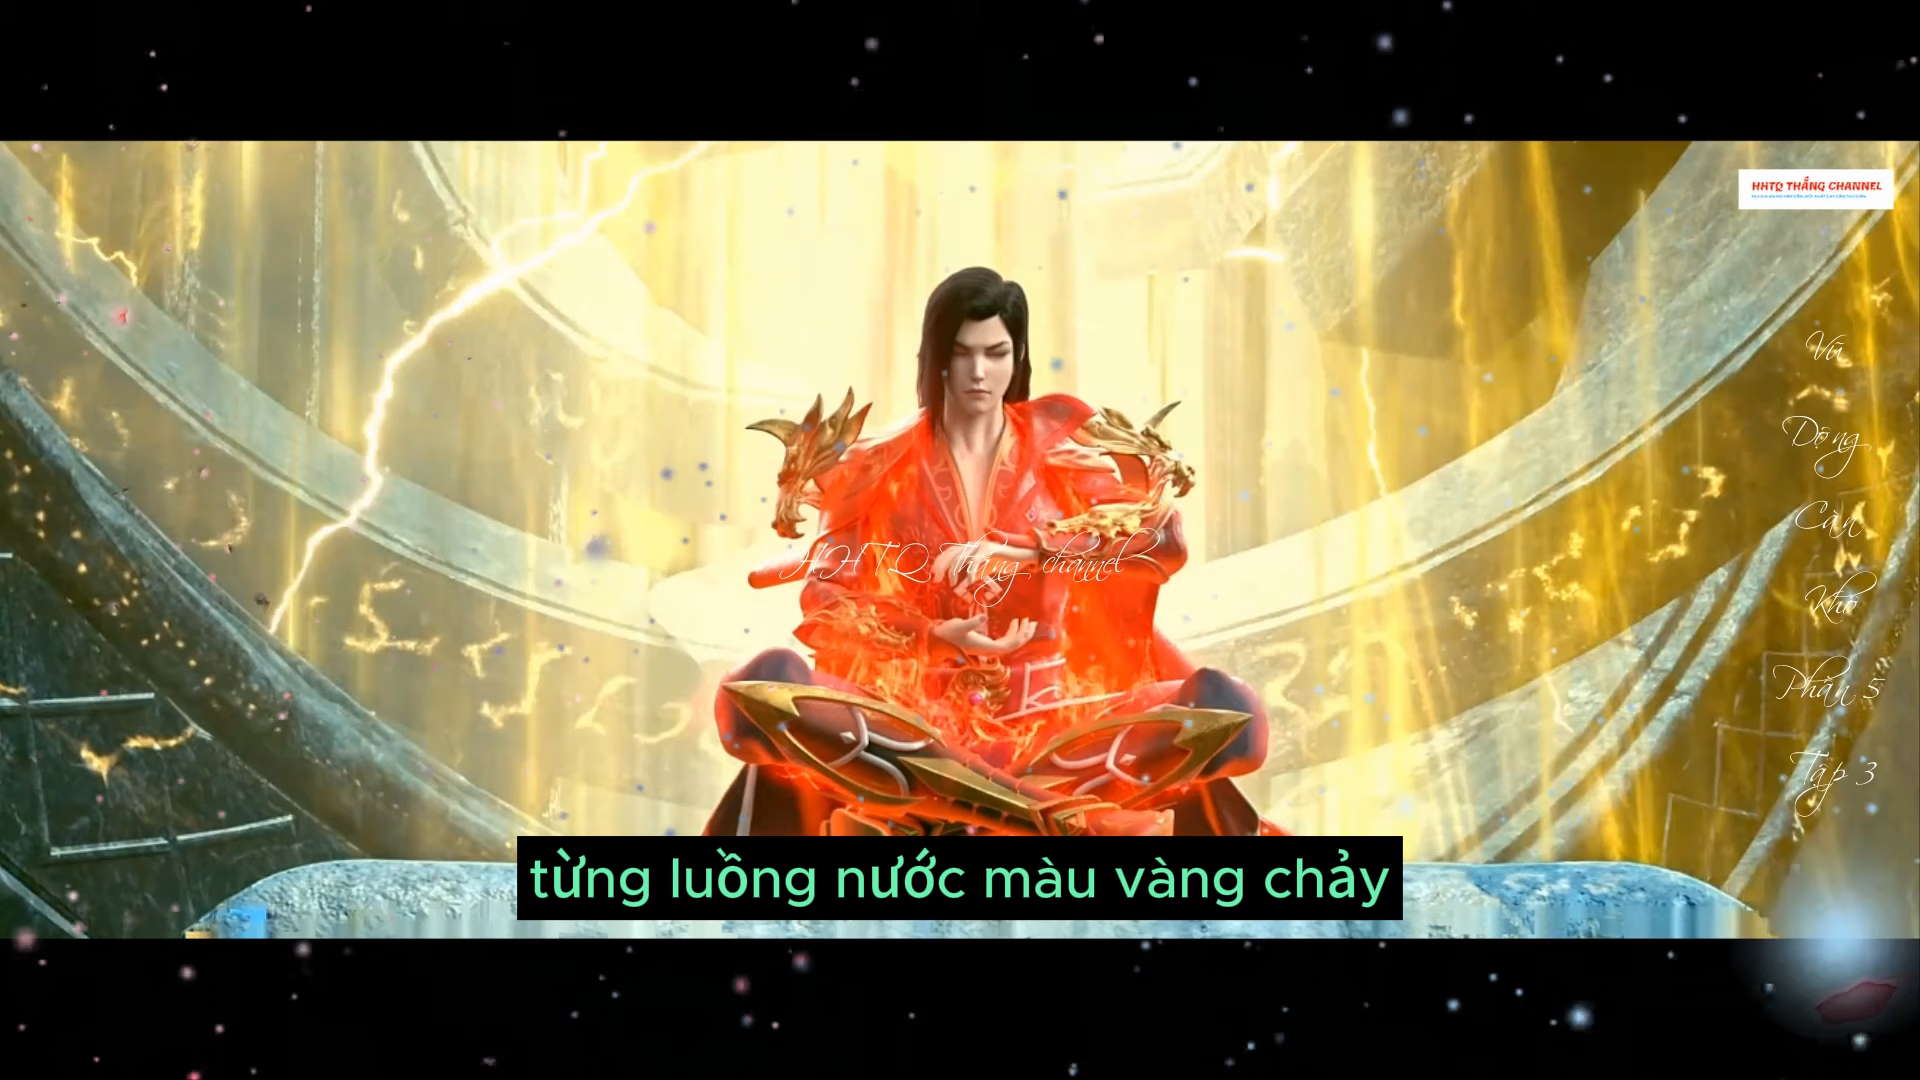 HHTQ THẮNG CHANNEL
Vũ
Động
Càn
Khô
Phần 5
Tập 3
HHTQ Thắng channel
từng luồng nước màu vàng chảy